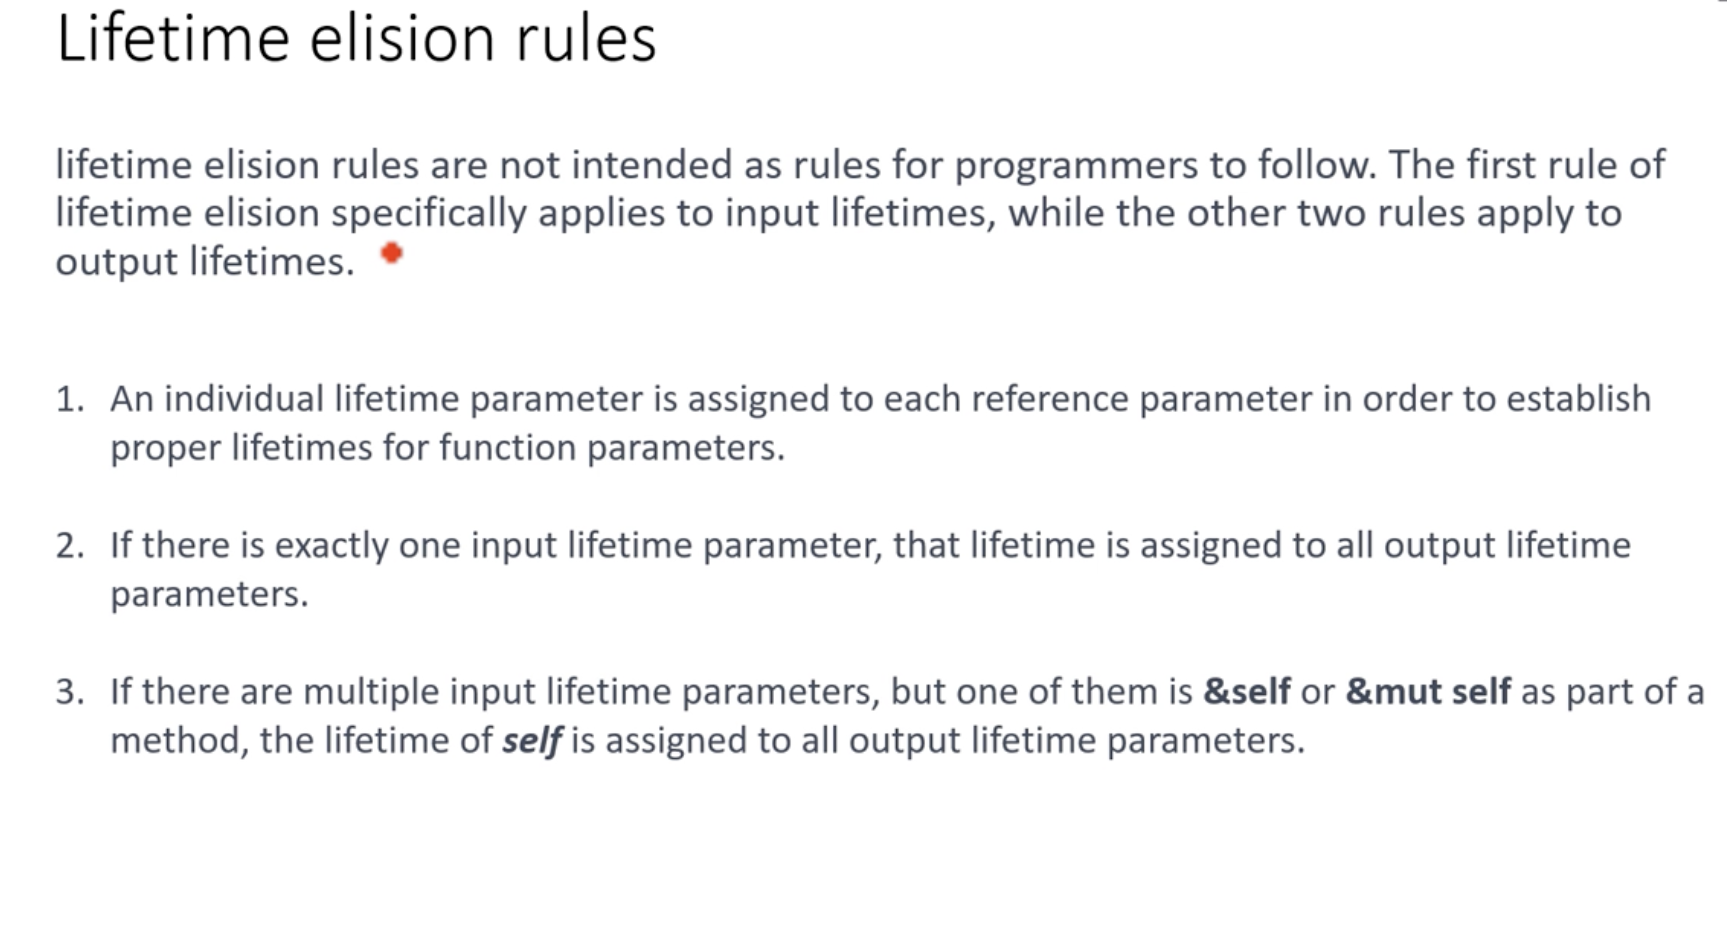 Lifetime elision rules
lifetime elision rules are not intended as rules for programmers to follow. The first rule of
lifetime elision specifically applies to input lifetimes, while the other two rules apply to
output lifetimes.
1. An individual lifetime parameter is assigned to each reference parameter in order to establish
proper lifetimes for function parameters.
2. If there is exactly one input lifetime parameter, that lifetime is assigned to all output lifetime
parameters.
3. If there are multiple input lifetime parameters, but one of them is &self or &mut self as part of a
method, the lifetime of self is assigned to all output lifetime parameters.